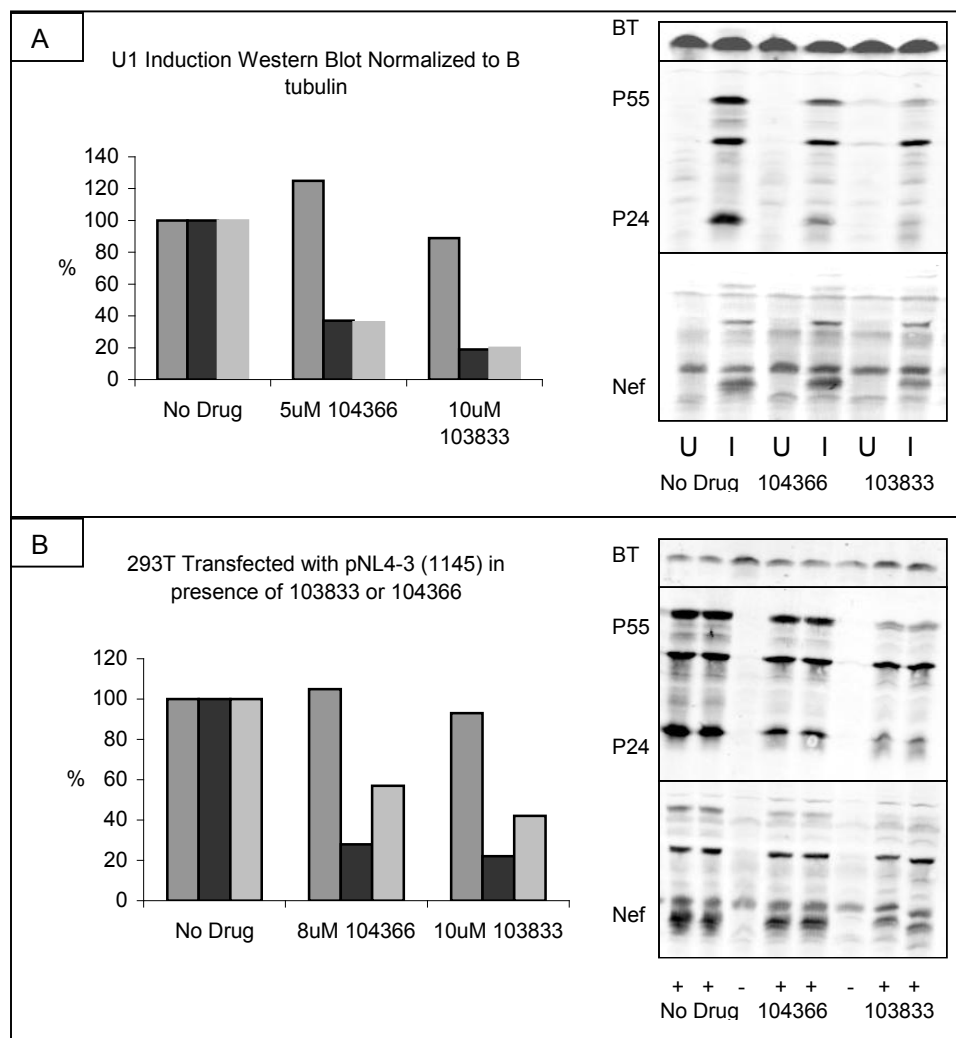 A
U1 Induction Western Blot Normalized to B
tubulin
140
120
100
80
60
40
20
0
%
No Drug
5uM 104366
10uM
103833
BT
P55
P24
Nef
U I U I U I
No Drug 104366 103833
B
293T Transfected with pNL4-3 (1145) in
presence of 103833 or 104366
120
100
80
60
40
20
0
%
No Drug
8uM 104366
10uM 103833
BT
P55
P24
Nef
+ + - + + - + +
No Drug 104366 103833